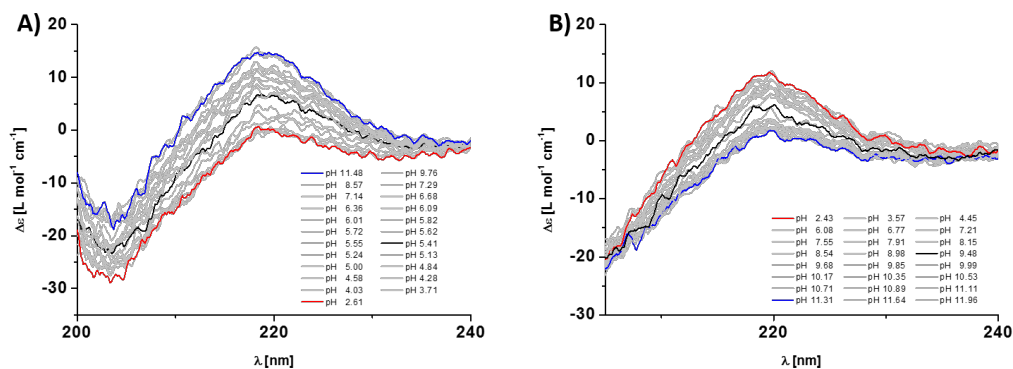 A)
20
10
0
-10
-20
-30
Δε [L mol⁻¹ cm⁻¹]
pH 11.48 pH 9.76
pH 8.57 pH 7.29
pH 7.14 pH 6.68
pH 6.36 pH 6.09
pH 6.01 pH 5.82
pH 5.72 pH 5.62
pH 5.55 pH 5.41
pH 5.24 pH 5.13
pH 5.00 pH 4.84
pH 4.58 pH 4.28
pH 4.03 pH 3.71
pH 2.61
200 220 240
λ [nm]
B)
20
10
0
-10
-20
-30
Δε [L mol⁻¹ cm⁻¹]
pH 2.43 pH 3.57 pH 4.45
pH 6.08 pH 6.77 pH 7.21
pH 7.55 pH 7.91 pH 8.15
pH 8.54 pH 8.98 pH 9.48
pH 9.68 pH 9.85 pH 9.99
pH 10.17 pH 10.35 pH 10.53
pH 10.71 pH 10.89 pH 11.11
pH 11.31 pH 11.64 pH 11.96
220 240
λ [nm]